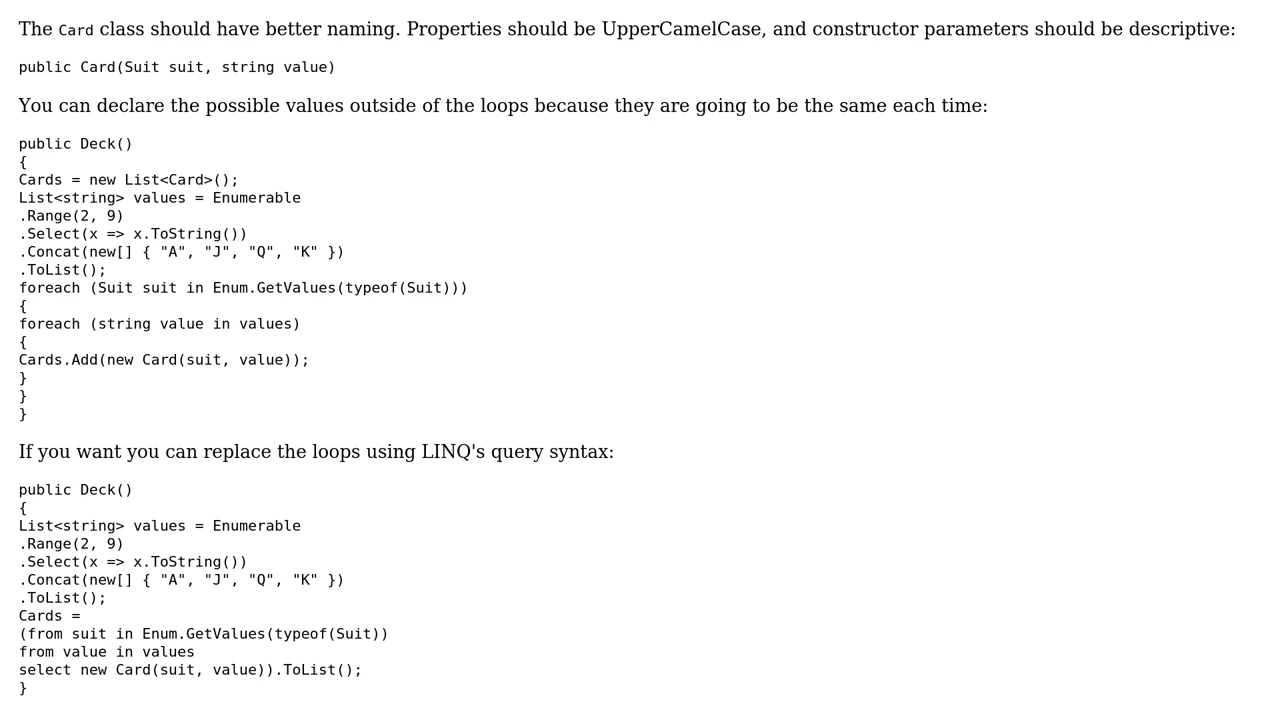 The Card class should have better naming. Properties should be UpperCamelCase, and constructor parameters should be descriptive:
public Card(Suit suit, string value)
You can declare the possible values outside of the loops because they are going to be the same each time:
public Deck()
{
Cards = new List<Card>();
List<string> values = Enumerable
.Range(2, 9)
.Select(x => x.ToString())
.Concat(new[] { "A", "J", "Q", "K" })
.ToList();
foreach (Suit suit in Enum.GetValues(typeof(Suit)))
{
foreach (string value in values)
{
Cards.Add(new Card(suit, value));
}
}
}
If you want you can replace the loops using LINQ's query syntax:
public Deck()
{
List<string> values = Enumerable
.Range(2, 9)
.Select(x => x.ToString())
.Concat(new[] { "A", "J", "Q", "K" })
.ToList();
Cards =
(from suit in Enum.GetValues(typeof(Suit))
from value in values
select new Card(suit, value)).ToList();
}